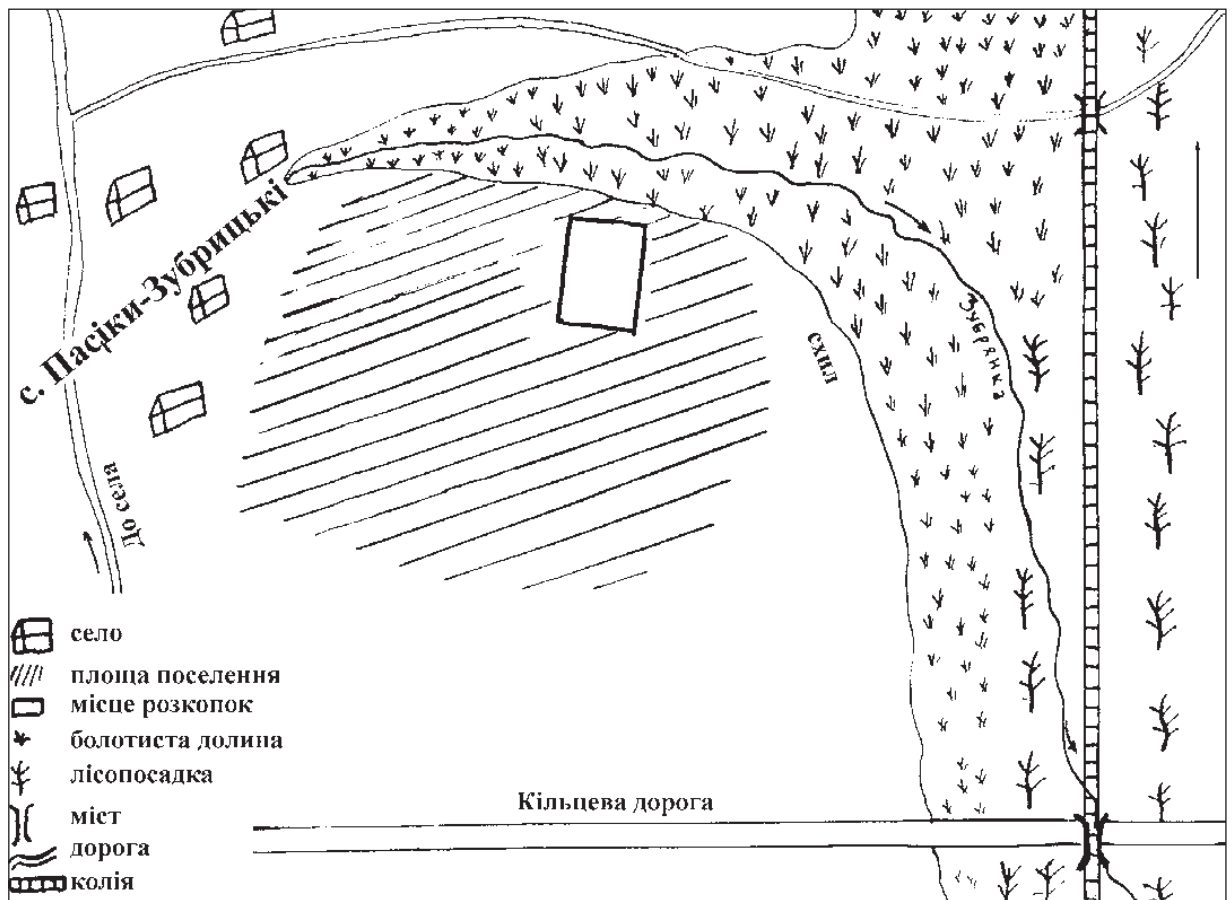 с. Пасіки-Зубрицькі
схил
Зубрянка
До села
село
площа поселення
місце розкопок
болотиста долина
лісопосадка
Кільцева дорога
міст
дорога
колія